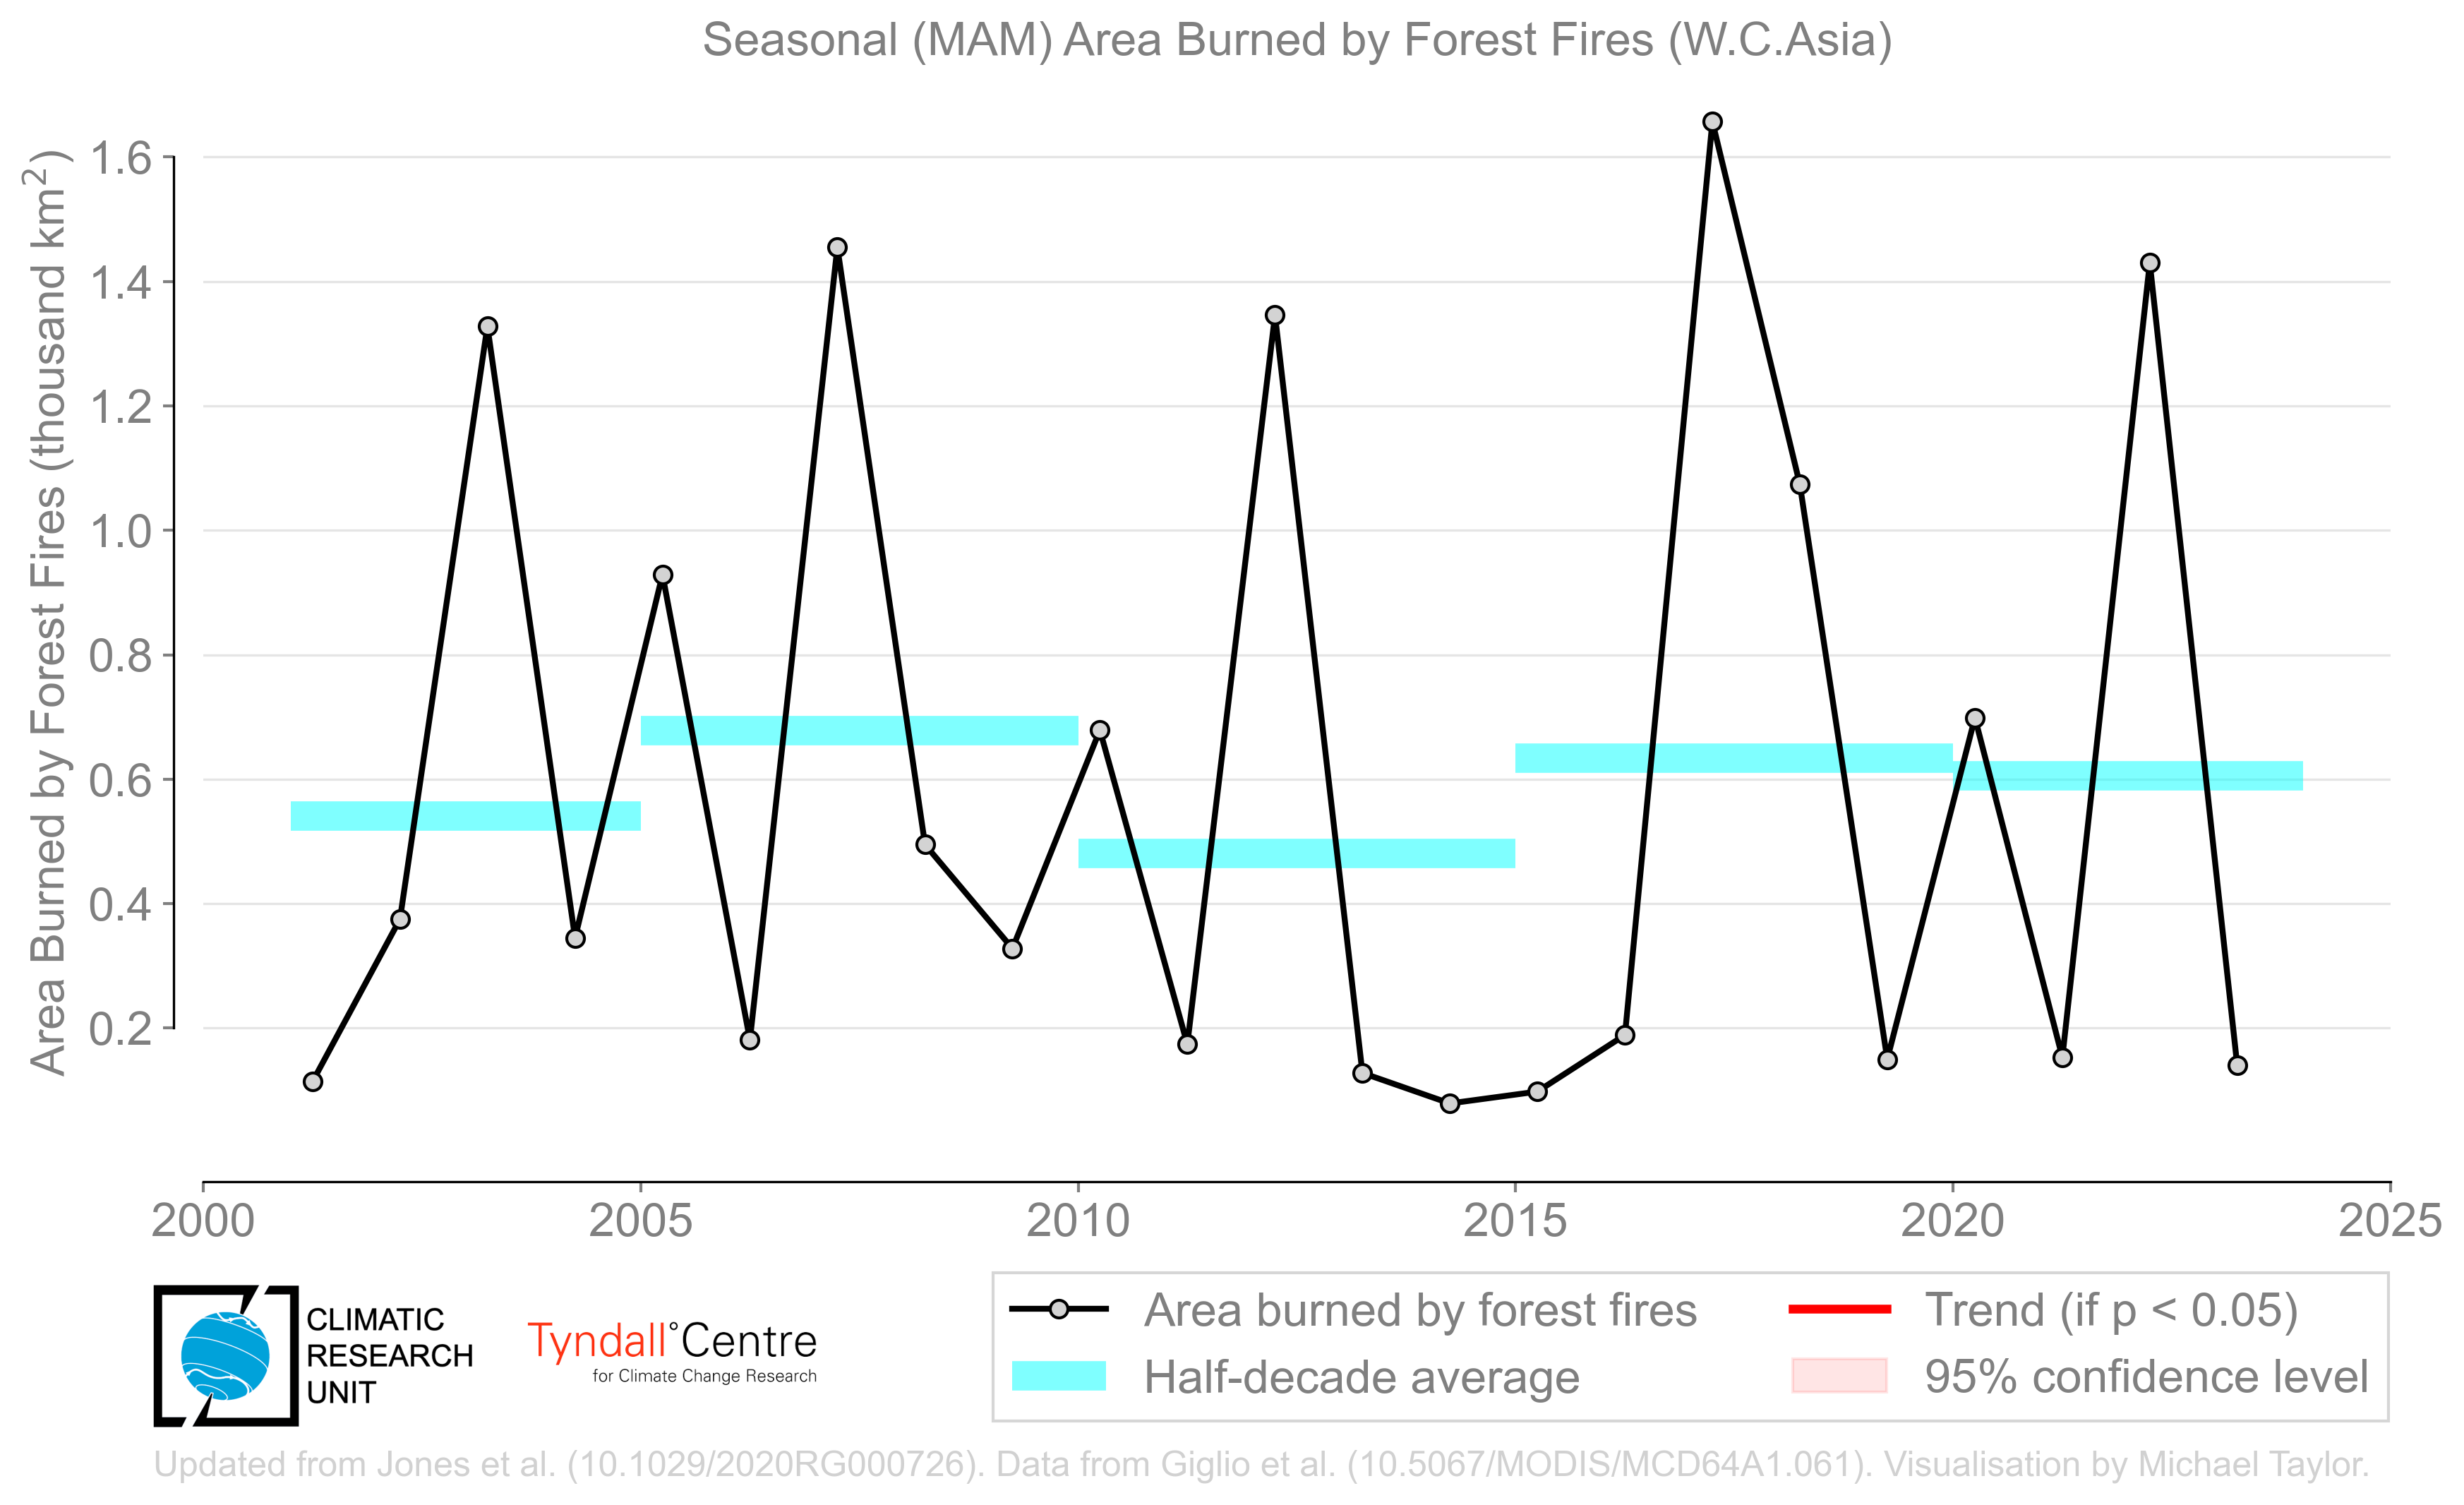 Seasonal (MAM) Area Burned by Forest Fires (W.C.Asia)
Area Burned by Forest Fires (thousand km²)
1.6
1.4
1.2
1.0
0.8
0.6
0.4
0.2
2000
2005
2010
2015
2020
2025
CLIMATIC
RESEARCH
UNIT
Tyndall°Centre
for Climate Change Research
Area burned by forest fires
Half-decade average
Trend (if p < 0.05)
95% confidence level
Updated from Jones et al. (10.1029/2020RG000726). Data from Giglio et al. (10.5067/MODIS/MCD64A1.061). Visualisation by Michael Taylor.